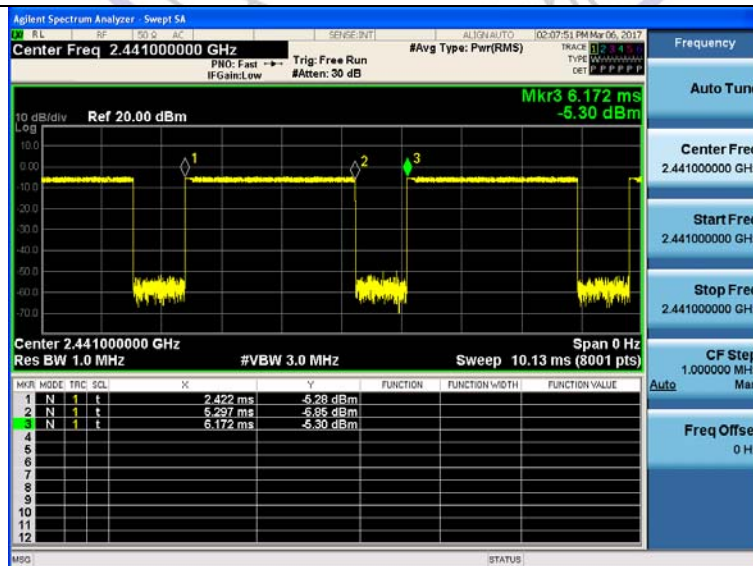 Agilent Spectrum Analyzer - Swept SA
RL RF 50 Ω AC SENSE:INT ALIGN AUTO 02:07:51 PM Mar 06, 2017
Center Freq 2.441000000 GHz #Avg Type: Pwr(RMS) TRACE 1 2 3 4 5 6
PNO: Fast Trig: Free Run TYPE W
IFGain:Low #Atten: 30 dB DET P P P P P P
Mkr3 6.172 ms
10 dB/div Ref 20.00 dBm -5.30 dBm
Log
10.0
0.00
-10.0
-20.0
-30.0
-40.0
-50.0
-60.0
-70.0
1
2
3
Center 2.441000000 GHz Span 0 Hz
Res BW 1.0 MHz #VBW 3.0 MHz Sweep 10.13 ms (8001 pts)
MKR MODE TRC SCL X Y FUNCTION FUNCTION WIDTH FUNCTION VALUE
1 N 1 t 2.422 ms -5.28 dBm
2 N 1 t 5.297 ms -6.85 dBm
3 N 1 t 6.172 ms -5.30 dBm
4
5
6
7
8
9
10
11
12
MSG STATUS
Frequency
Auto Tune
Center Freq
2.441000000 GHz
Start Freq
2.441000000 GHz
Stop Freq
2.441000000 GHz
CF Step
1.000000 MHz
Auto Man
Freq Offset
0 Hz